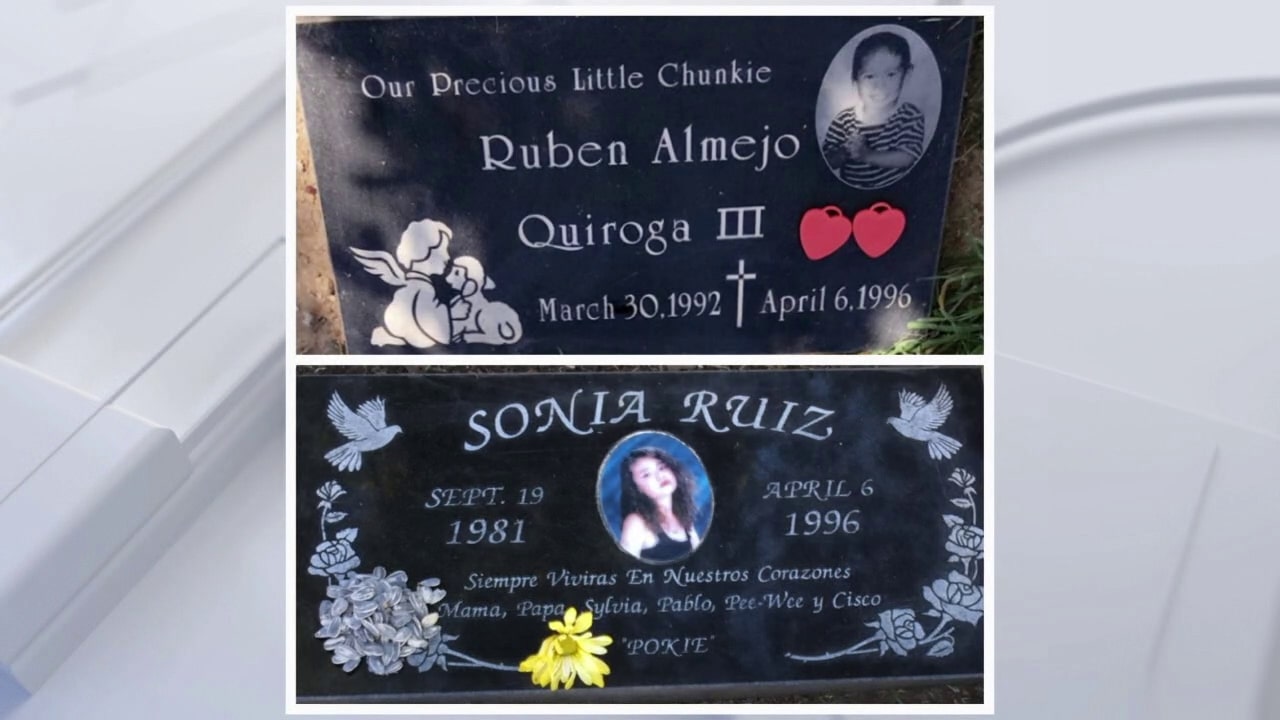 Our Precious Little Chunkie
Ruben Almejo
Quiroga III
March 30, 1992 April 6, 1996
SONIA RUIZ
SEPT. 19
1981
APRIL 6
1996
Siempre Viviras En Nuestros Corazones
Mama, Papa, Sylvia, Pablo, Pee-Wee y Cisco
"POKIE"